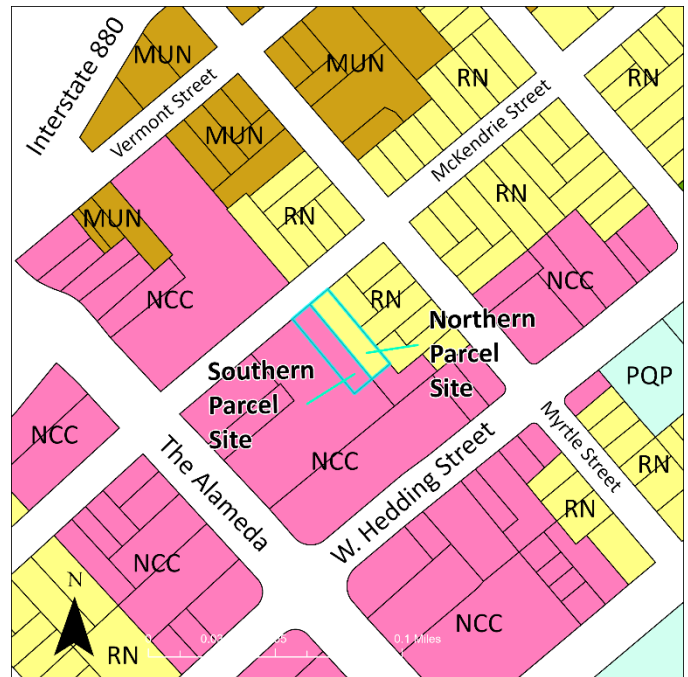 Interstate 880
MUN
Vermont Street
MUN
RN
RN
MUN
McKendrie Street
RN
MUN
RN
NCC
RN
NCC
Northern
Parcel
Site
Southern
Parcel
Site
PQP
NCC
NCC
Myrtle Street
RN
The Alameda
W. Hedding Street
RN
NCC
N
RN
NCC
0
0.1 Miles